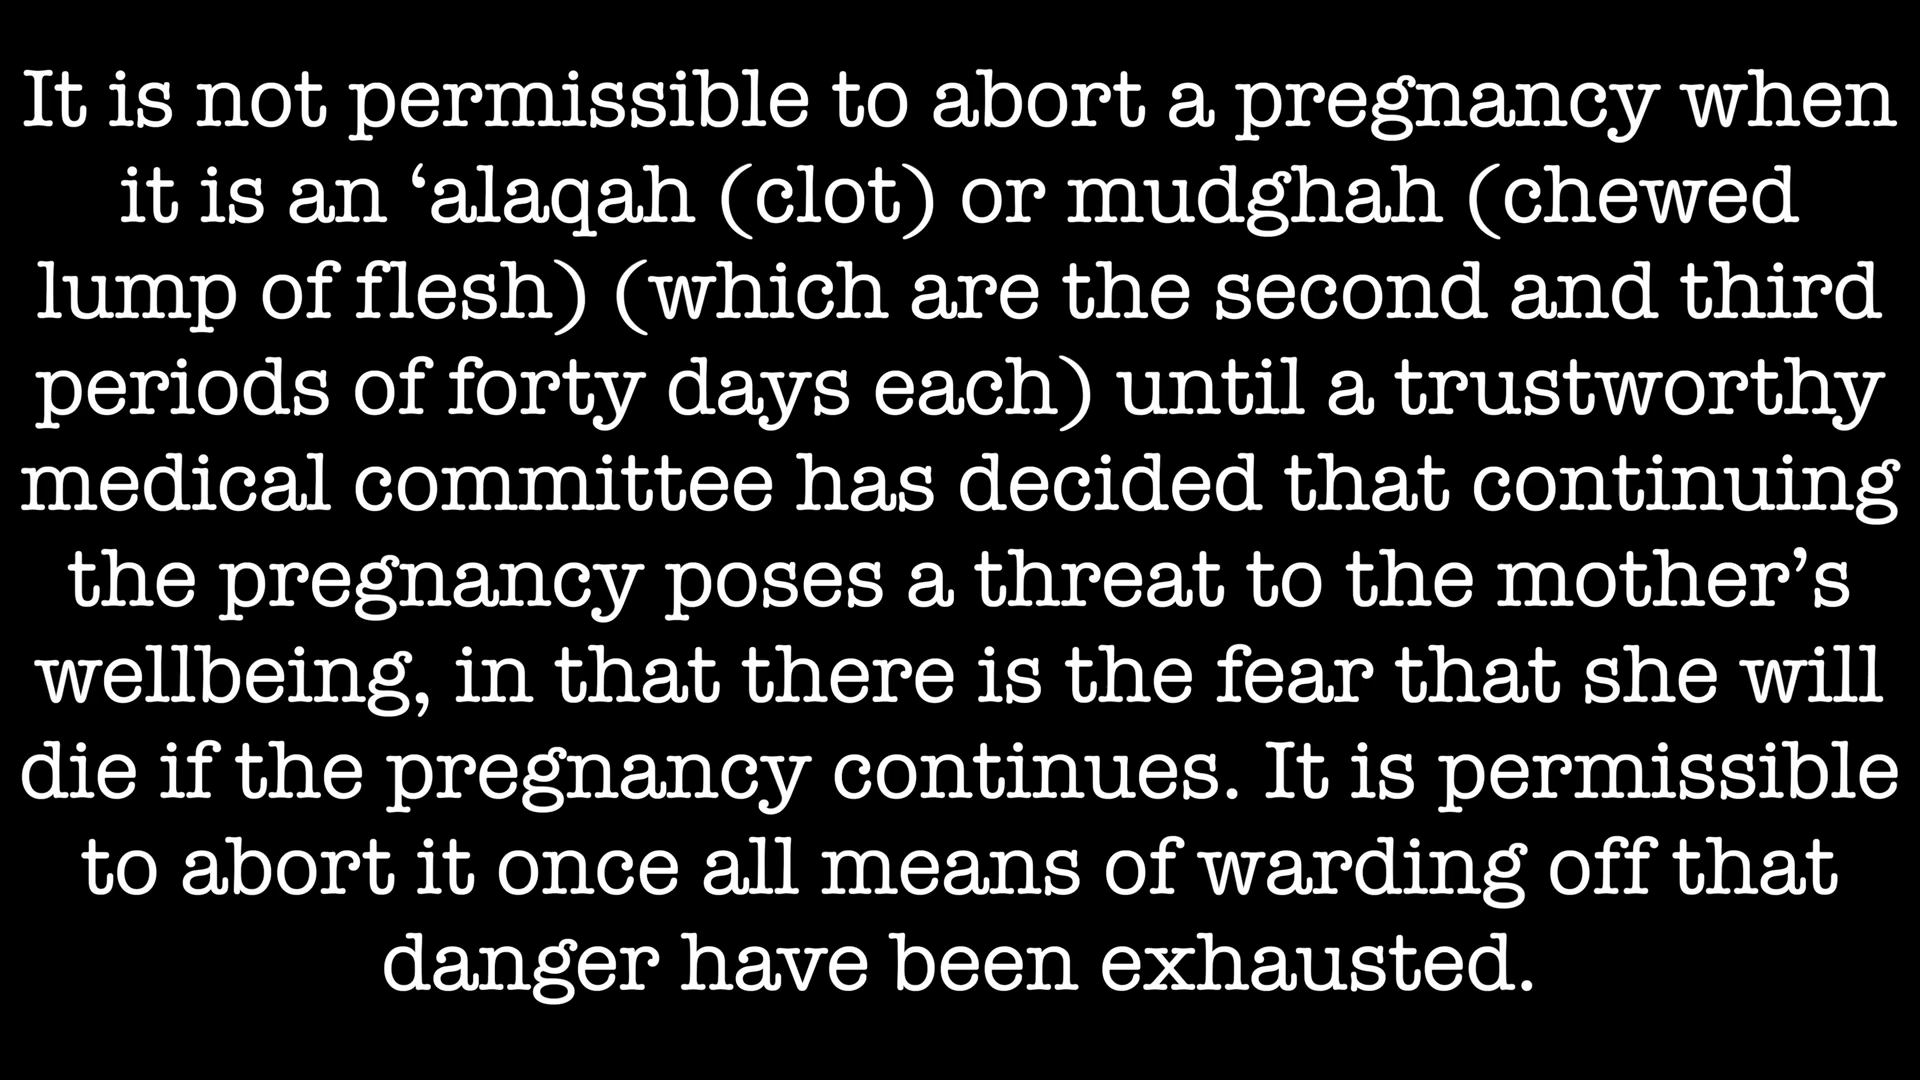 It is not permissible to abort a pregnancy when
it is an ‘alaqah (clot) or mudghah (chewed
lump of flesh) (which are the second and third
periods of forty days each) until a trustworthy
medical committee has decided that continuing
the pregnancy poses a threat to the mother’s
wellbeing, in that there is the fear that she will
die if the pregnancy continues. It is permissible
to abort it once all means of warding off that
danger have been exhausted.